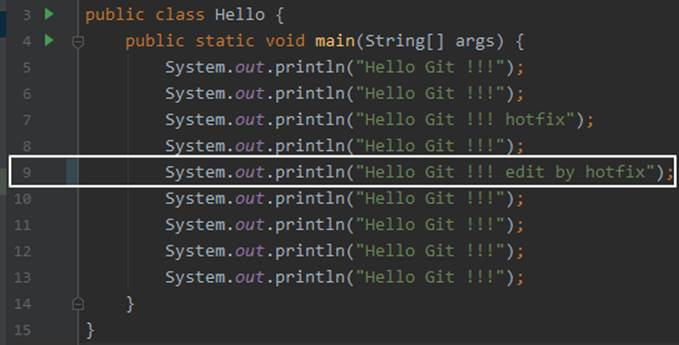 3 public class Hello {
4     public static void main(String[] args) {
5         System.out.println("Hello Git !!!");
6         System.out.println("Hello Git !!!");
7         System.out.println("Hello Git !!! hotfix");
8         System.out.println("Hello Git !!!");
9         System.out.println("Hello Git !!! edit by hotfix");
10         System.out.println("Hello Git !!!");
11         System.out.println("Hello Git !!!");
12         System.out.println("Hello Git !!!");
13         System.out.println("Hello Git !!!");
14     }
15 }